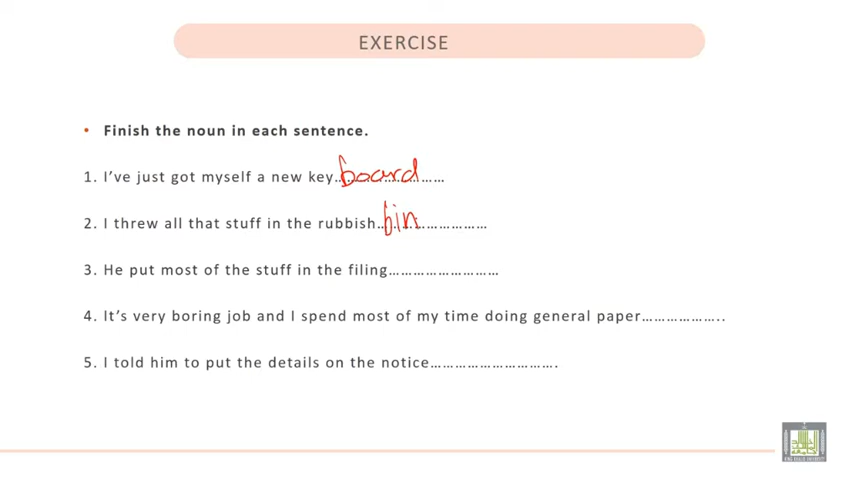 EXERCISE
• Finish the noun in each sentence.
1. I've just got myself a new key board…….
2. I threw all that stuff in the rubbish bin………………
3. He put most of the stuff in the filing………………………
4. It's very boring job and I spend most of my time doing general paper………………..
5. I told him to put the details on the notice………………………….